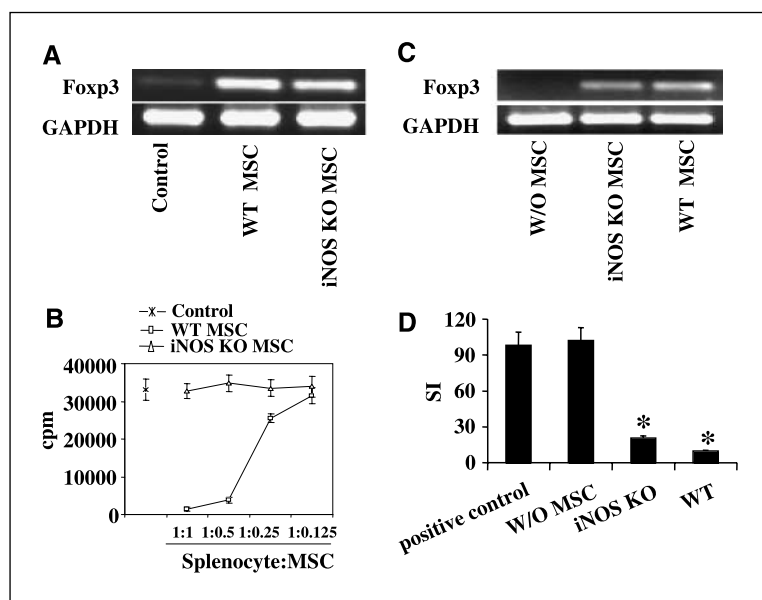 A
Foxp3
GAPDH
Control
WT MSC
iNOS KO MSC
C
Foxp3
GAPDH
W/O MSC
iNOS KO MSC
WT MSC
B
Control
WT MSC
iNOS KO MSC
40000
30000
20000
10000
0
cpm
1:1 1:0.5 1:0.25 1:0.125
Splenocyte:MSC
D
120
90
60
30
0
SI
*
*
positive control
W/O MSC
iNOS KO
WT